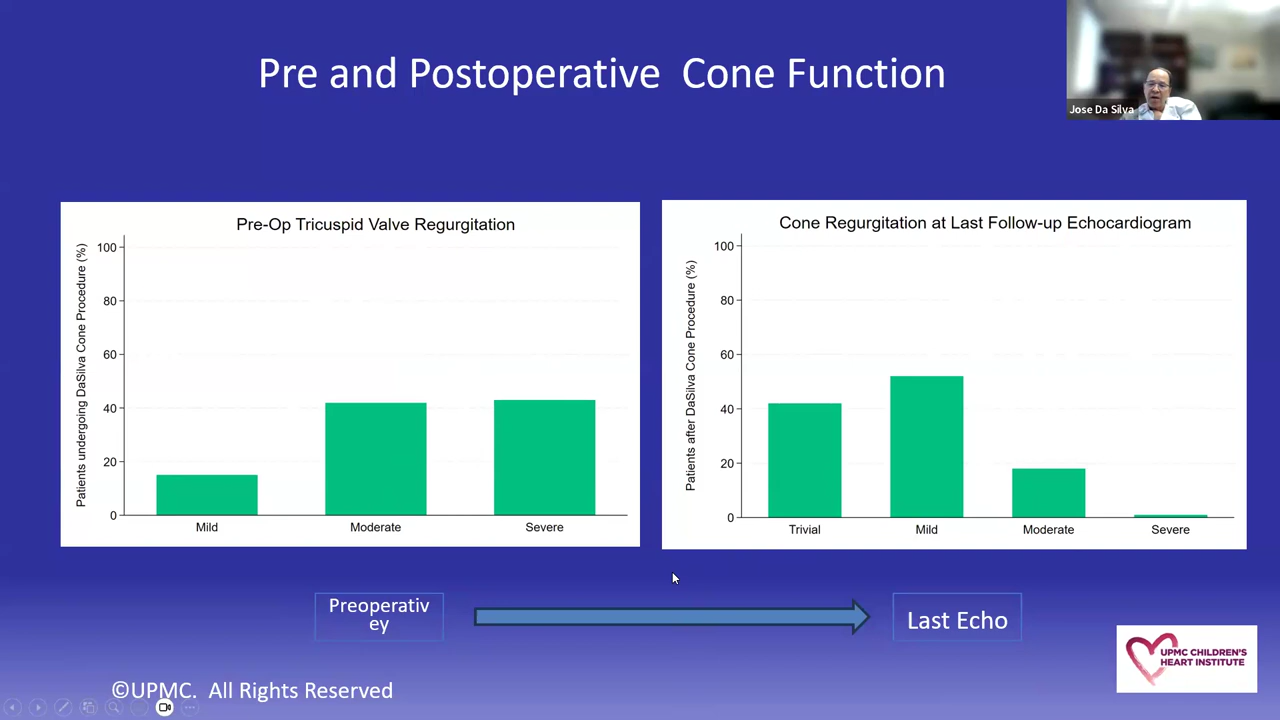 Pre and Postoperative Cone Function
Jose Da Silva
Pre-Op Tricuspid Valve Regurgitation
Patients undergoing DaSilva Cone Procedure (%)
100
80
60
40
20
0
Mild
Moderate
Severe
Cone Regurgitation at Last Follow-up Echocardiogram
Patients after DaSilva Cone Procedure (%)
100
80
60
40
20
0
Trivial
Mild
Moderate
Severe
Preoperativ
ey
Last Echo
UPMC CHILDREN'S
HEART INSTITUTE
©UPMC. All Rights Reserved